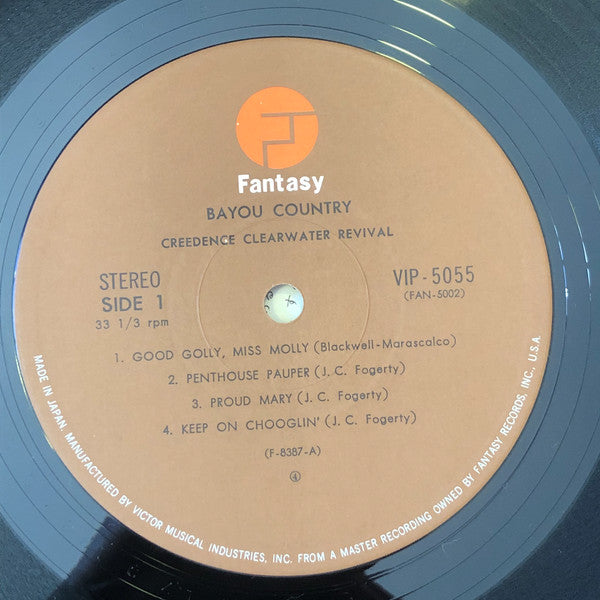 Fantasy
BAYOU COUNTRY
CREEDENCE CLEARWATER REVIVAL
STEREO
SIDE 1
33 1/3 rpm
VIP-5055
(FAN-5002)
1. GOOD GOLLY, MISS MOLLY (Blackwell-Marascalco)
2. PENTHOUSE PAUPER (J. C. Fogerty)
3. PROUD MARY (J. C. Fogerty)
4. KEEP ON CHOOGLIN' (J. C. Fogerty)
(F-8387-A)
④
MADE IN JAPAN. MANUFACTURED BY VICTOR MUSICAL INDUSTRIES, INC. FROM A MASTER RECORDING OWNED BY FANTASY RECORDS, INC., U.S.A.